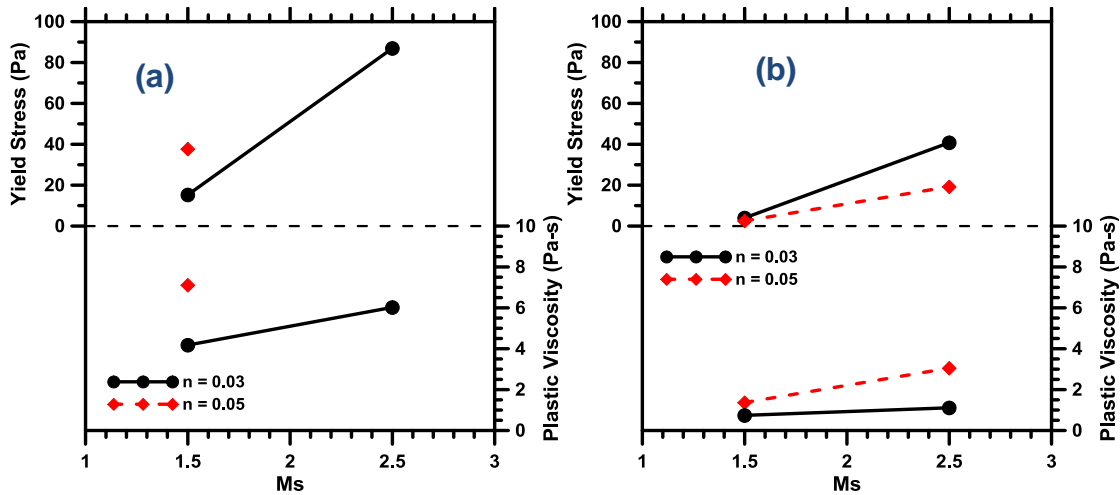 (a)
Yield Stress (Pa)
100
80
60
40
20
0
Plastic Viscosity (Pa-s)
10
8
6
4
2
0
n = 0.03
n = 0.05
1
1.5
2
2.5
3
Ms
(b)
Yield Stress (Pa)
100
80
60
40
20
0
Plastic Viscosity (Pa-s)
10
8
6
4
2
0
n = 0.03
n = 0.05
1
1.5
2
2.5
3
Ms